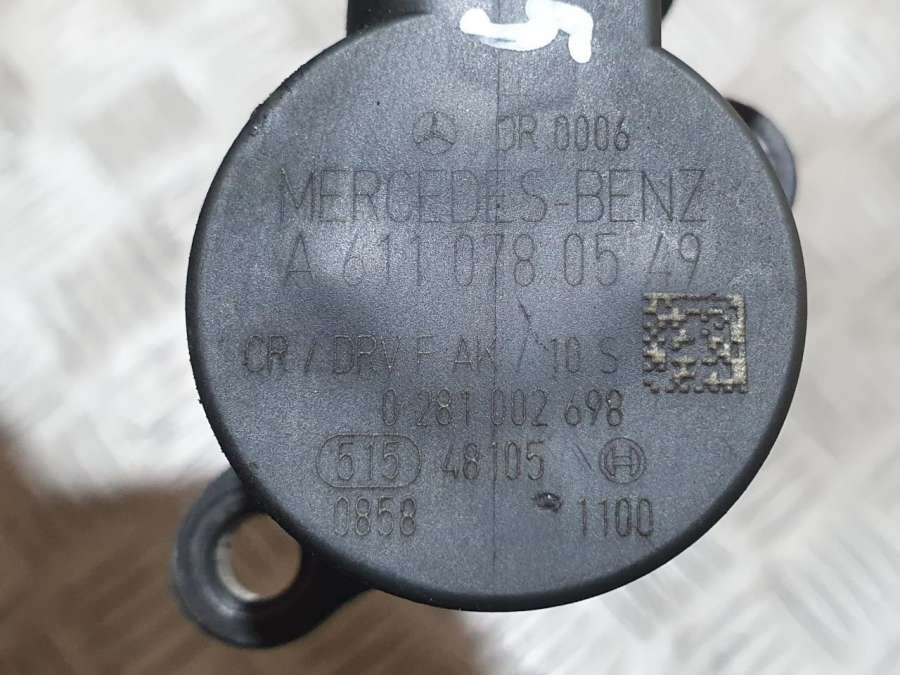 DR 0006
MERCEDES-BENZ
A 611 078 05 49
CR / DRV F AK / 10 S
0 281 002 698
515 48105
0858 1100